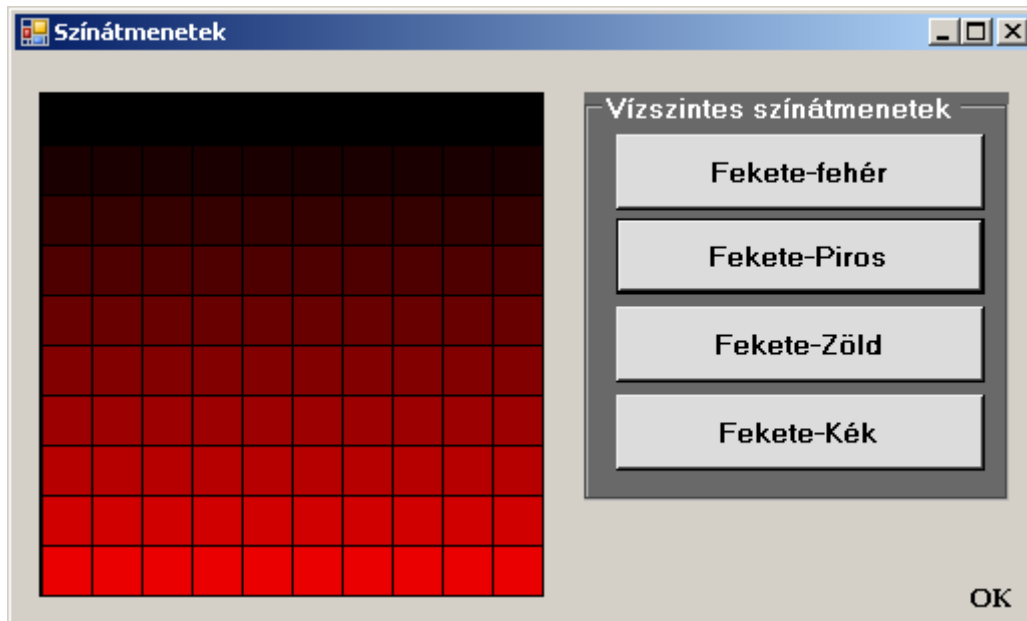 Színátmenetek
Vízszintes színátmenetek
Fekete-fehér
Fekete-Piros
Fekete-Zöld
Fekete-Kék
OK